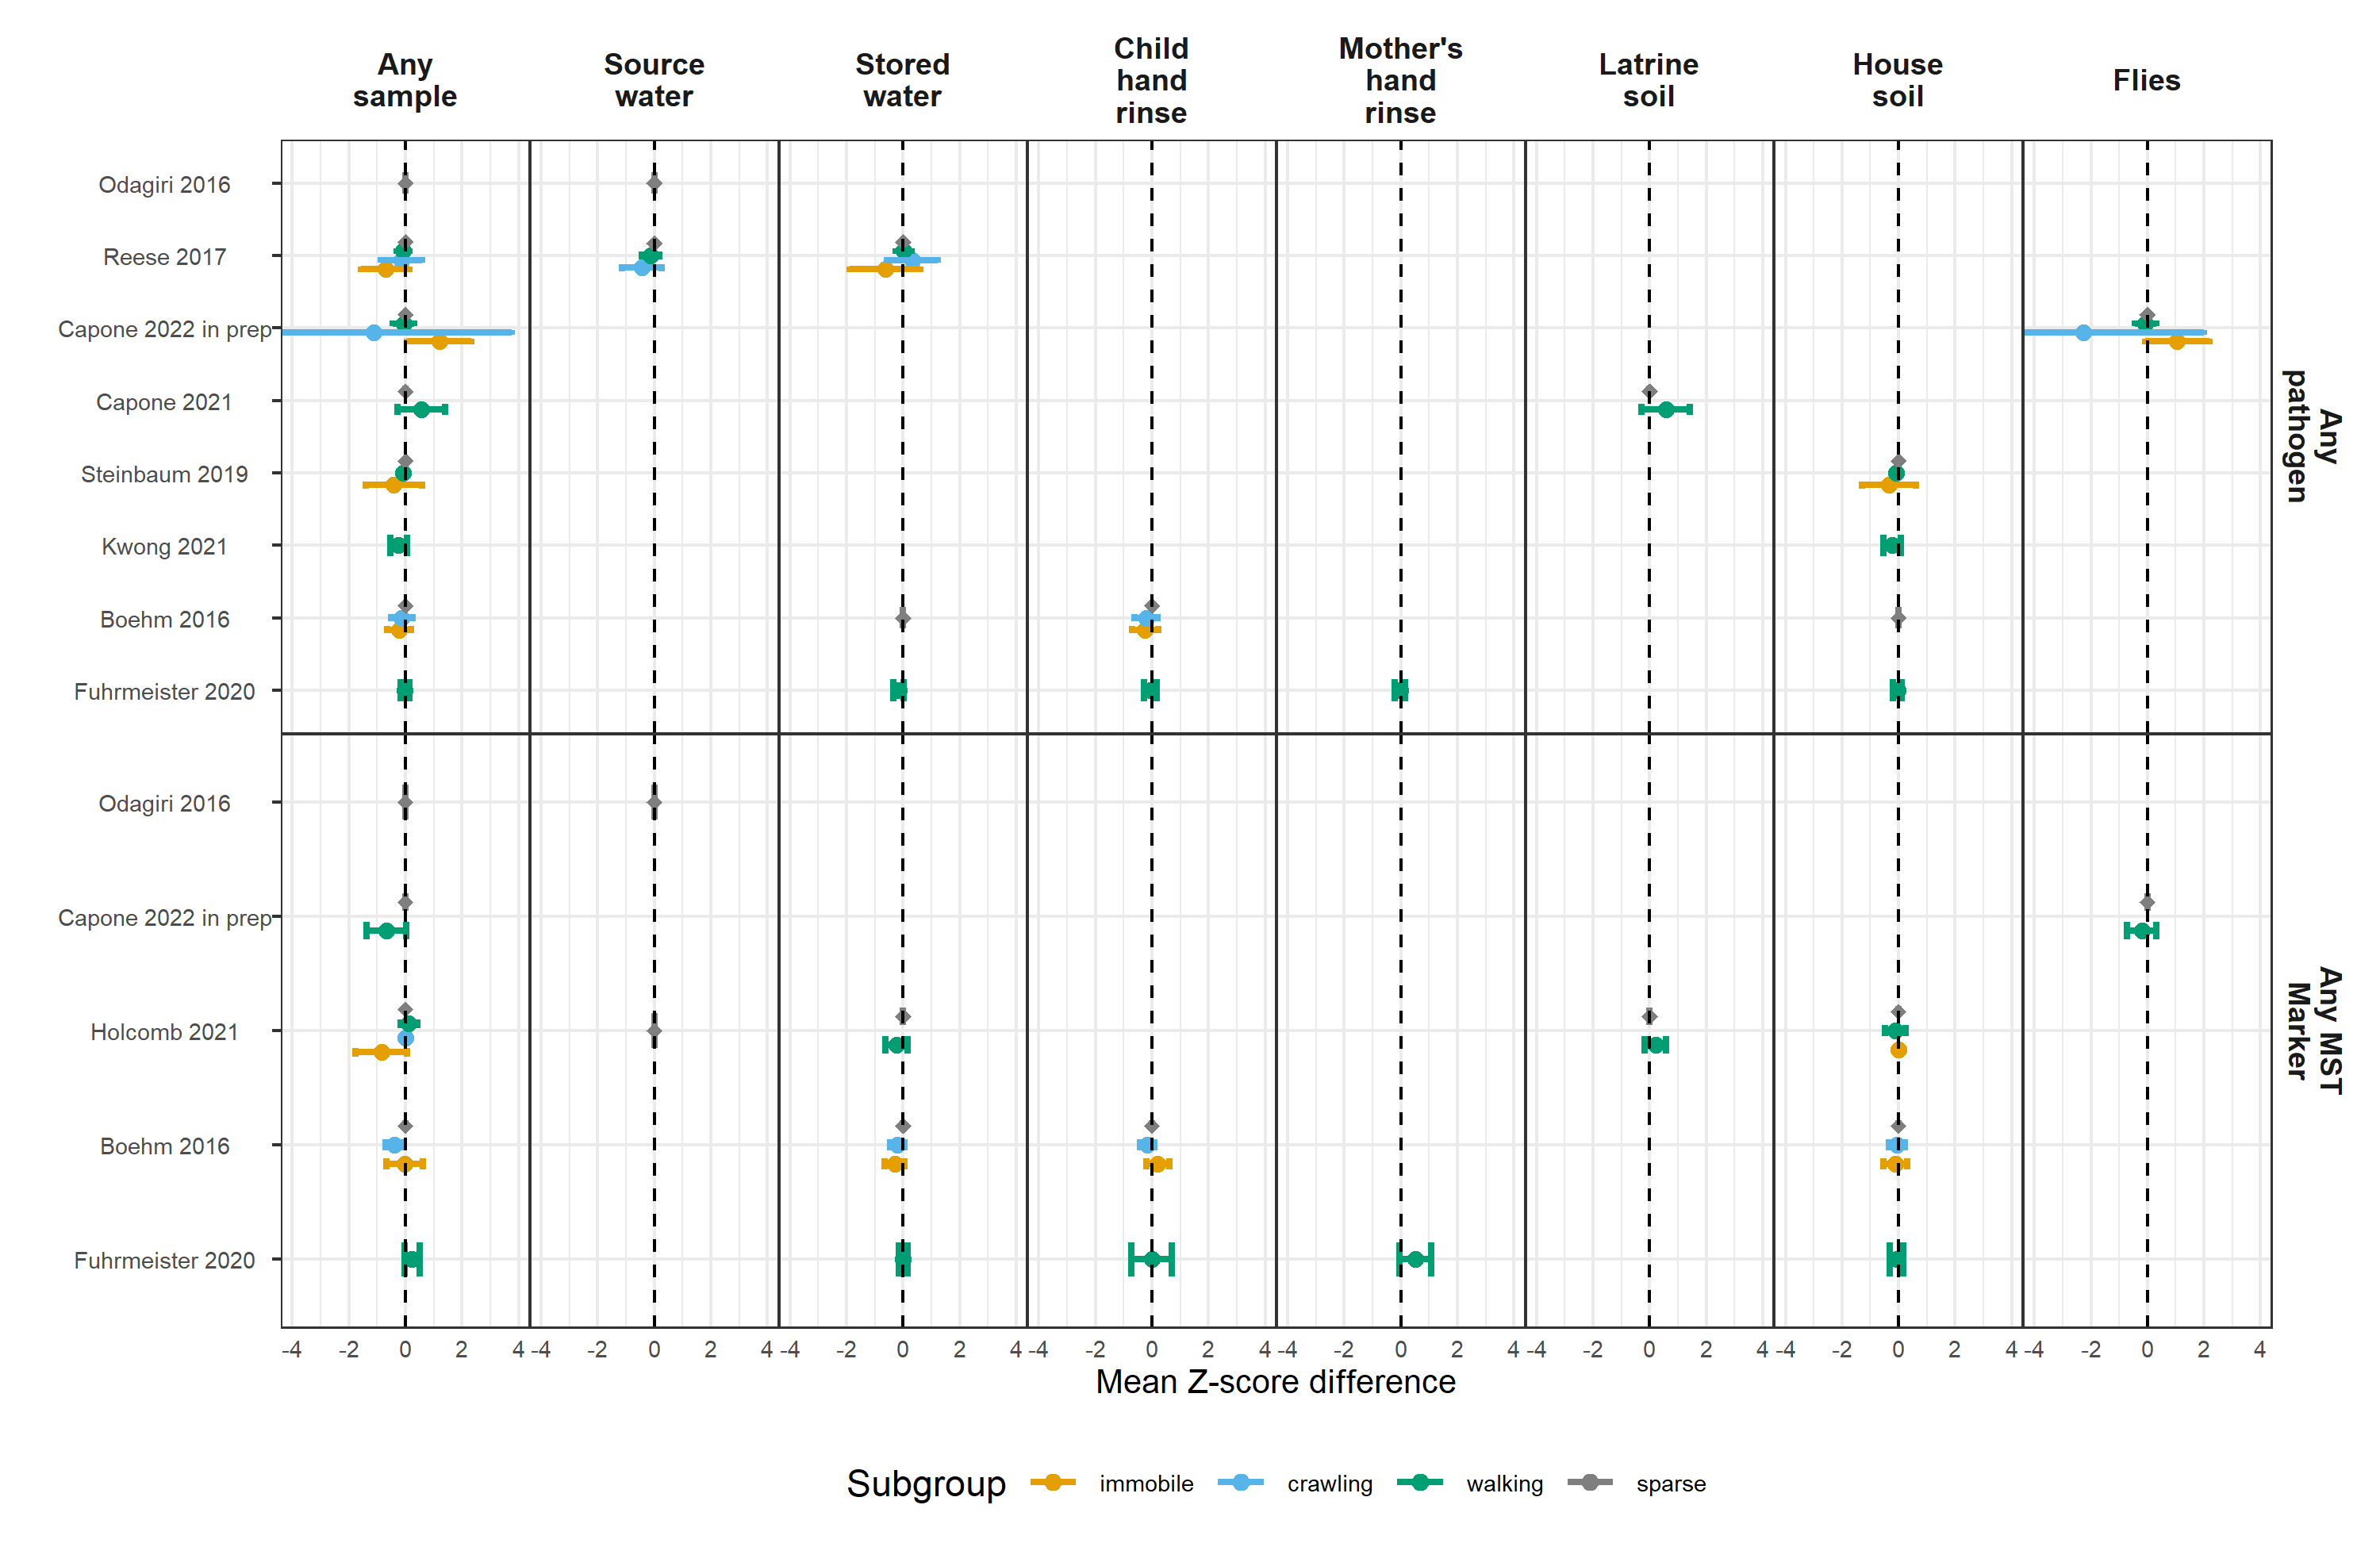 Any
sample
Source
water
Stored
water
Child
hand
rinse
Mother's
hand
rinse
Latrine
soil
House
soil
Flies
Odagiri 2016
Reese 2017
Capone 2022 in prep
Capone 2021
Steinbaum 2019
Kwong 2021
Boehm 2016
Fuhrmeister 2020
Any
pathogen
Odagiri 2016
Capone 2022 in prep
Holcomb 2021
Boehm 2016
Fuhrmeister 2020
Any MST
Marker
-4 -2 0 2 4 -4 -2 0 2 4 -4 -2 0 2 4 -4 -2 0 2 4 -4 -2 0 2 4 -4 -2 0 2 4 -4 -2 0 2 4 -4 -2 0 2 4
Mean Z-score difference
Subgroup immobile crawling walking sparse